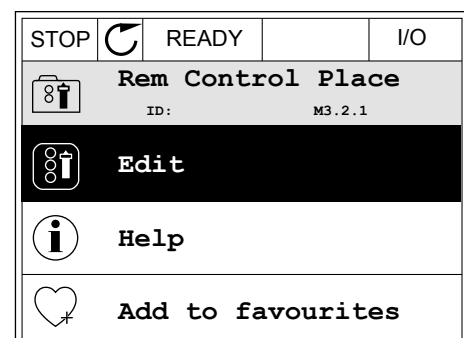 STOP READY I/O
Rem Control Place
ID: M3.2.1
Edit
Help
Add to favourites